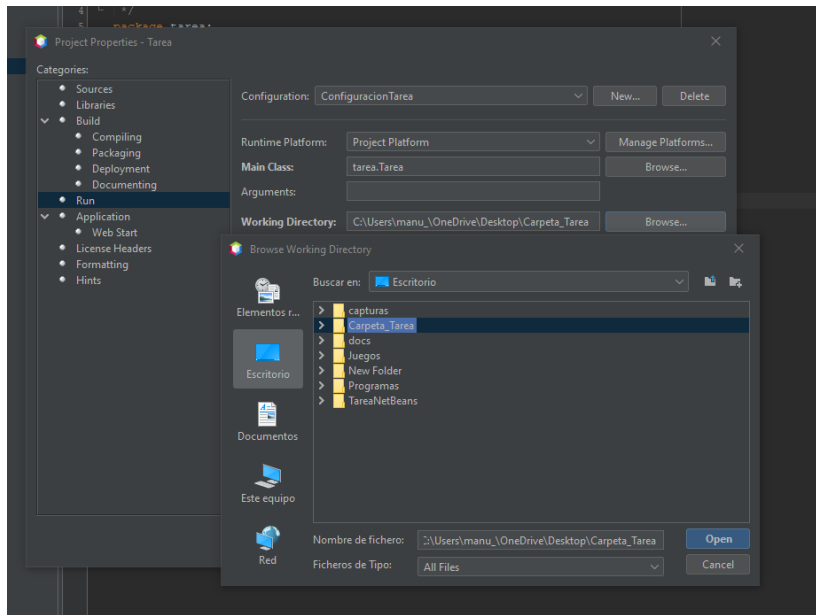 4
*/
5
package tarea;
Project Properties - Tarea
Categories:
Sources
Libraries
Build
Compiling
Packaging
Deployment
Documenting
Run
Application
Web Start
License Headers
Formatting
Hints
Configuration: ConfiguracionTarea New... Delete
Runtime Platform: Project Platform Manage Platforms...
Main Class: tarea.Tarea Browse...
Arguments:
Working Directory: C:\Users\manu_\OneDrive\Desktop\Carpeta_Tarea Browse...
Browse Working Directory
Buscar en: Escritorio
Elementos r...
Escritorio
Documentos
Este equipo
Red
capturas
Carpeta_Tarea
docs
Juegos
New Folder
Programas
TareaNetBeans
Nombre de fichero: :\Users\manu_\OneDrive\Desktop\Carpeta_Tarea Open
Ficheros de Tipo: All Files Cancel